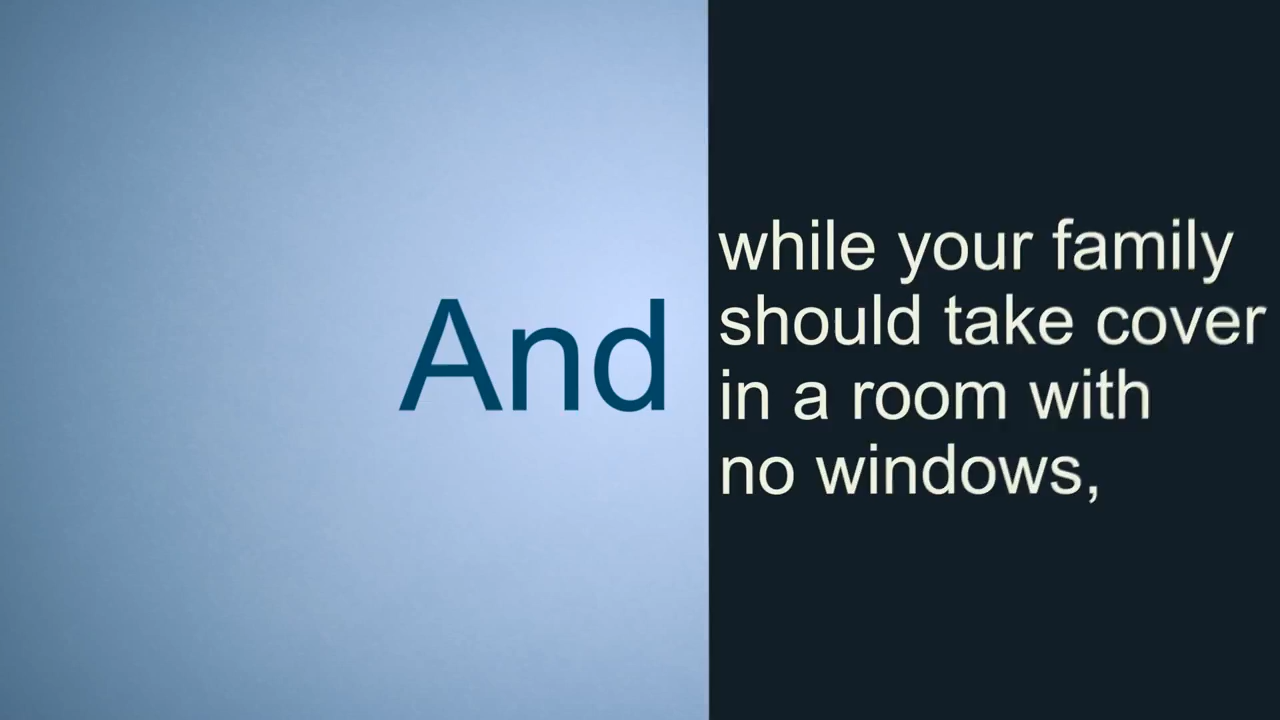 And
while your family
should take cover
in a room with
no windows,